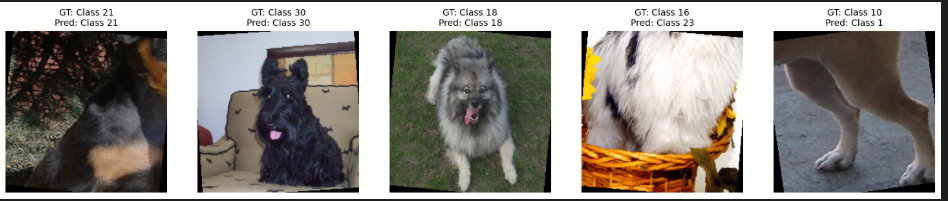 GT: Class 21
Pred: Class 21
GT: Class 30
Pred: Class 30
GT: Class 18
Pred: Class 18
GT: Class 16
Pred: Class 23
GT: Class 10
Pred: Class 1